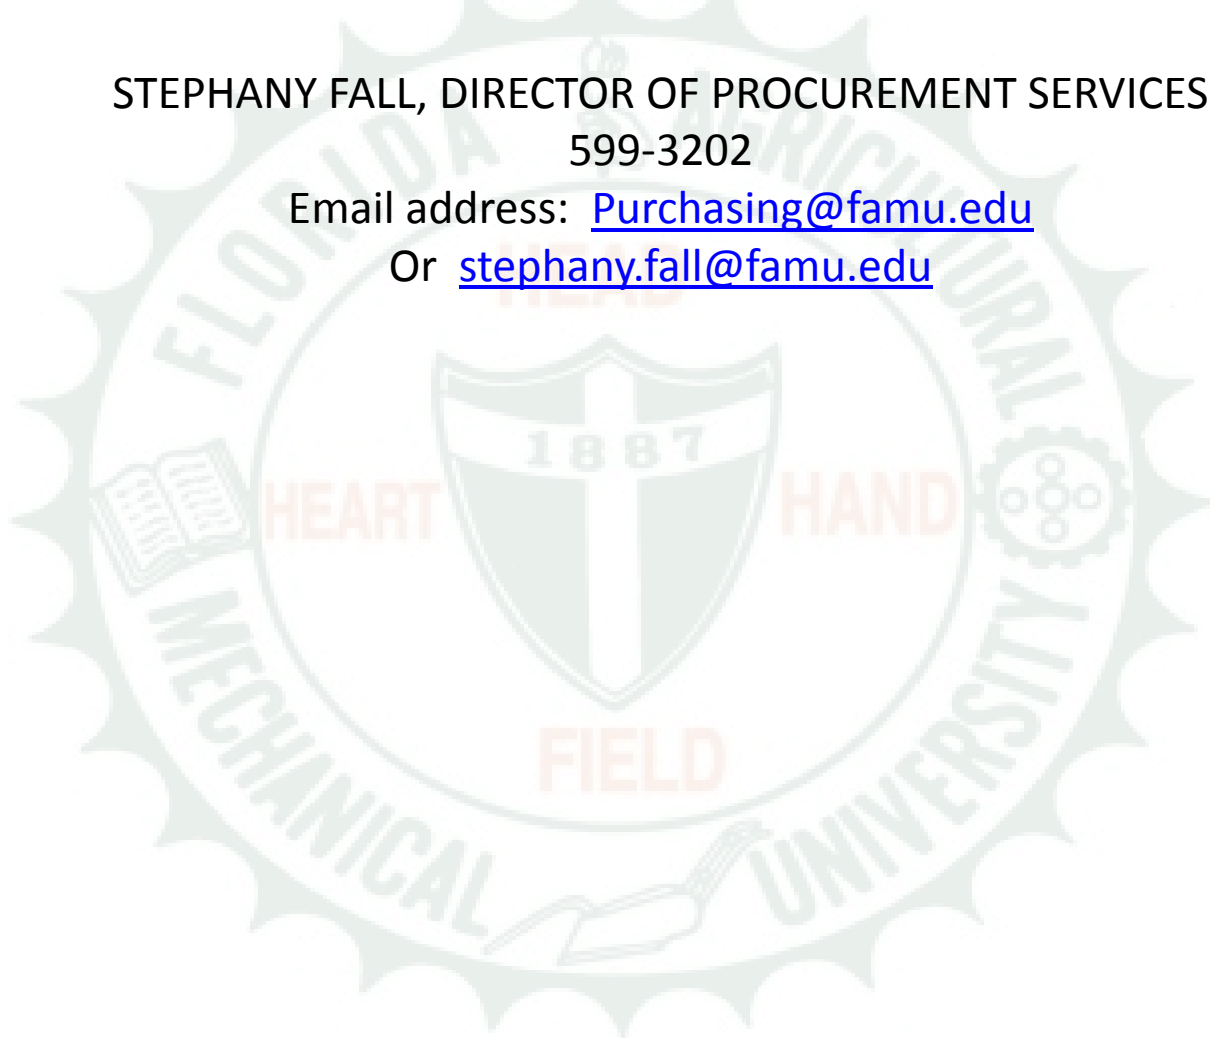 STEPHANY FALL, DIRECTOR OF PROCUREMENT SERVICES
599-3202
Email address:  Purchasing@famu.edu
Or  stephany.fall@famu.edu
FLORIDA AGRICULTURAL
HEAD
1887
HEART HAND
FIELD
MECHANICAL UNIVERSITY